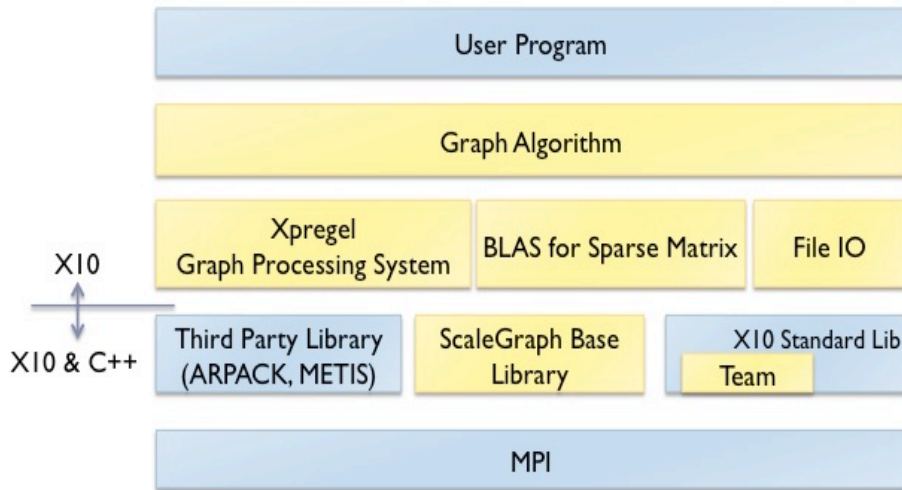 User Program
Graph Algorithm
Xpregel
Graph Processing System
BLAS for Sparse Matrix
File IO
X10
X10 & C++
Third Party Library
(ARPACK, METIS)
ScaleGraph Base
Library
X10 Standard Lib
Team
MPI